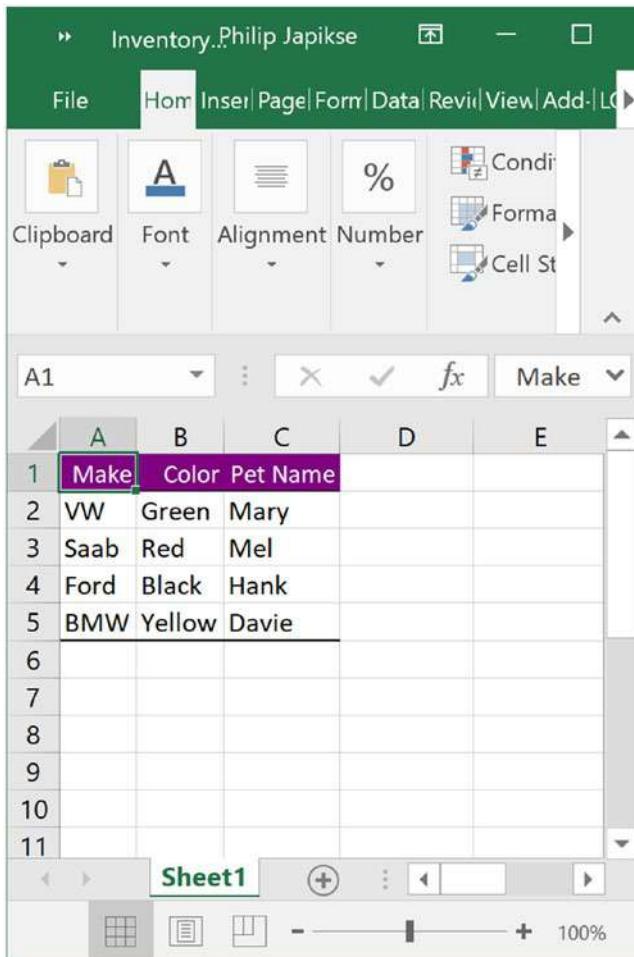 Inventory... Philip Japikse
File Hom Inser Page Form Data Revi View Add- LO
Condi
Forma
Cell St
Clipboard Font Alignment Number
A1 fx Make
A B C D E
1 Make Color Pet Name
2 VW Green Mary
3 Saab Red Mel
4 Ford Black Hank
5 BMW Yellow Davie
6
7
8
9
10
11
Sheet1
100%